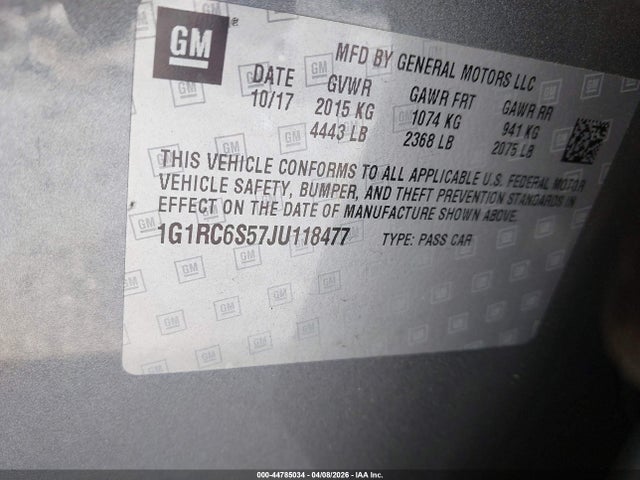 GM
MFD BY GENERAL MOTORS LLC
DATE GVWR GAWR FRT GAWR RR
10/17 2015 KG 1074 KG 941 KG
4443 LB 2368 LB 2075 LB
THIS VEHICLE CONFORMS TO ALL APPLICABLE U.S. FEDERAL MOTOR
VEHICLE SAFETY, BUMPER, AND THEFT PREVENTION STANDARDS IN
EFFECT ON THE DATE OF MANUFACTURE SHOWN ABOVE.
1G1RC6S57JU118477 TYPE: PASS CAR
000-44785034 - 04/08/2026 - IAA Inc.